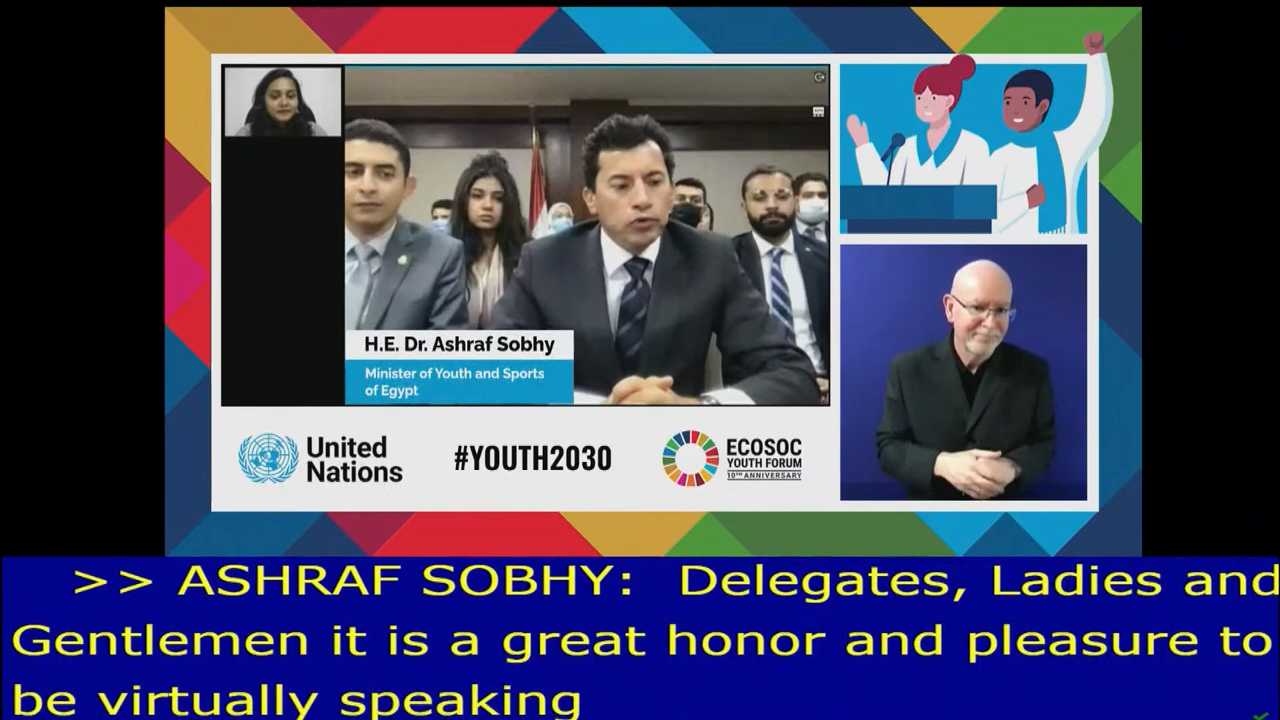 H.E. Dr. Ashraf Sobhy
Minister of Youth and Sports
of Egypt
United
Nations
#YOUTH2030
ECOSOC
YOUTH FORUM
10TH ANNIVERSARY
>> ASHRAF SOBHY: Delegates, Ladies and
Gentlemen it is a great honor and pleasure to
be virtually speaking